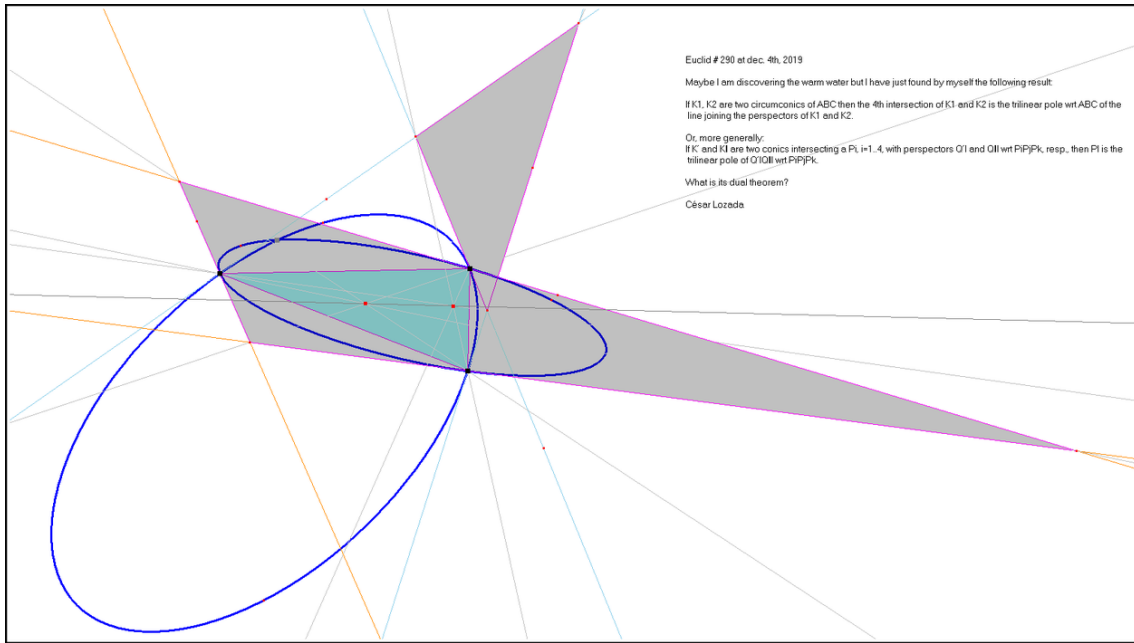 Euclid # 290 at dec. 4th, 2019
Maybe I am discovering the warm water but I have just found by myself the following result:
If K1, K2 are two circumconics of ABC then the 4th intersection of K1 and K2 is the trilinear pole wrt ABC of the
line joining the perspectors of K1 and K2.
Or, more generally:
If K' and KII are two conics intersecting a Pi, i=1..4, with perspectors Q'I and QIII wrt PiPjPk, resp., then PI is the
trilinear pole of Q'IQIII wrt PiPjPk.
What is its dual theorem?
César Lozada